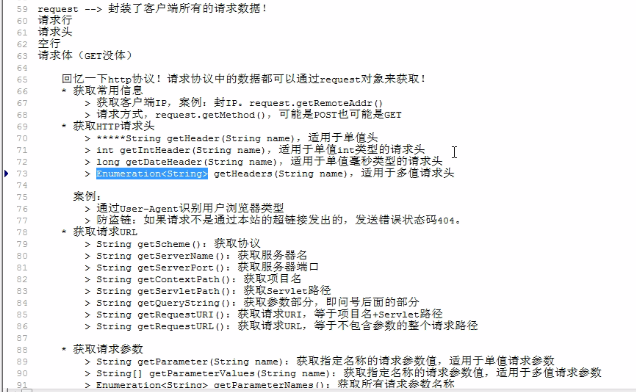 59 request --> 封装了客户端所有的请求数据！
60 请求行
61 请求头
62 空行
63 请求体（GET没体）
64
65 回忆一下http协议！请求协议中的数据都可以通过request对象来获取！
66 * 获取常用信息
67 > 获取客户端IP，案例：封IP。request.getRemoteAddr()
68 > 请求方式，request.getMethod()，可能是POST也可能是GET
69 * 获取HTTP请求头
70 > *****String getHeader(String name)，适用于单值头
71 > int getIntHeader(String name)，适用于单值int类型的请求头
72 > long getDateHeader(String name)，适用于单值毫秒类型的请求头
73 > Enumeration<String> getHeaders(String name)，适用于多值请求头
74
75 案例：
76 > 通过User-Agent识别用户浏览器类型
77 > 防盗链：如果请求不是通过本站的超链接发出的，发送错误状态码404。
78 * 获取请求URL
79 > String getScheme()：获取协议
80 > String getServerName()：获取服务器名
81 > String getServerPort()：获取服务器端口
82 > String getContextPath()：获取项目名
83 > String getServletPath()：获取Servlet路径
84 > String getQueryString()：获取参数部分，即问号后面的部分
85 > String getRequestURI()：获取请求URI，等于项目名+Servlet路径
86 > String getRequestURL()：获取请求URL，等于不包含参数的整个请求路径
87
88 * 获取请求参数
89 > String getParameter(String name)：获取指定名称的请求参数值，适用于单值请求参数
90 > String[] getParameterValues(String name)：获取指定名称的请求参数值，适用于多值请求参数
91 > Enumeration<String> getParameterNames()：获取所有请求参数名称